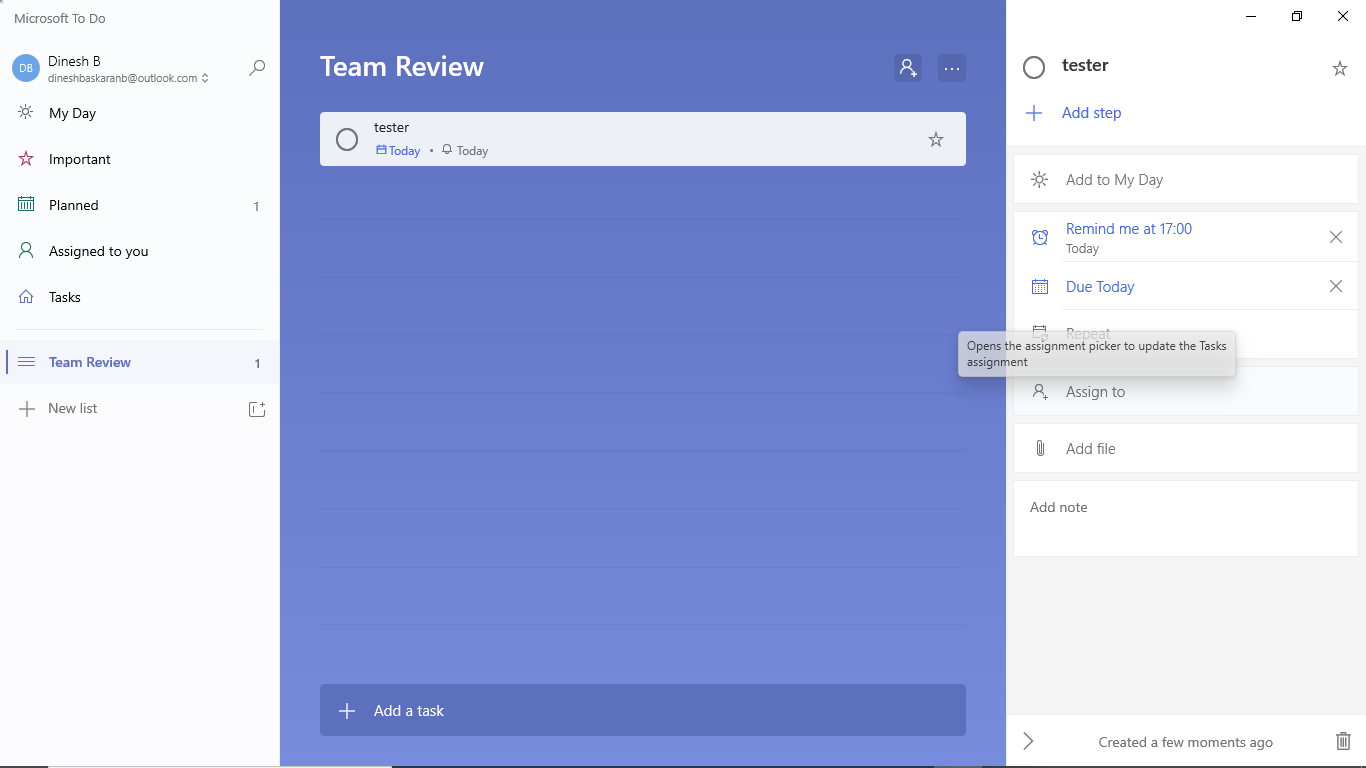 Microsoft To Do
DB
Dinesh B
dineshbaskaranb@outlook.com
My Day
Important
Planned
1
Assigned to you
Tasks
Team Review
1
New list
Team Review
tester
Today • Today
Add a task
tester
Add step
Add to My Day
Remind me at 17:00
Today
Due Today
Repeat
Opens the assignment picker to update the Tasks
assignment
Assign to
Add file
Add note
Created a few moments ago